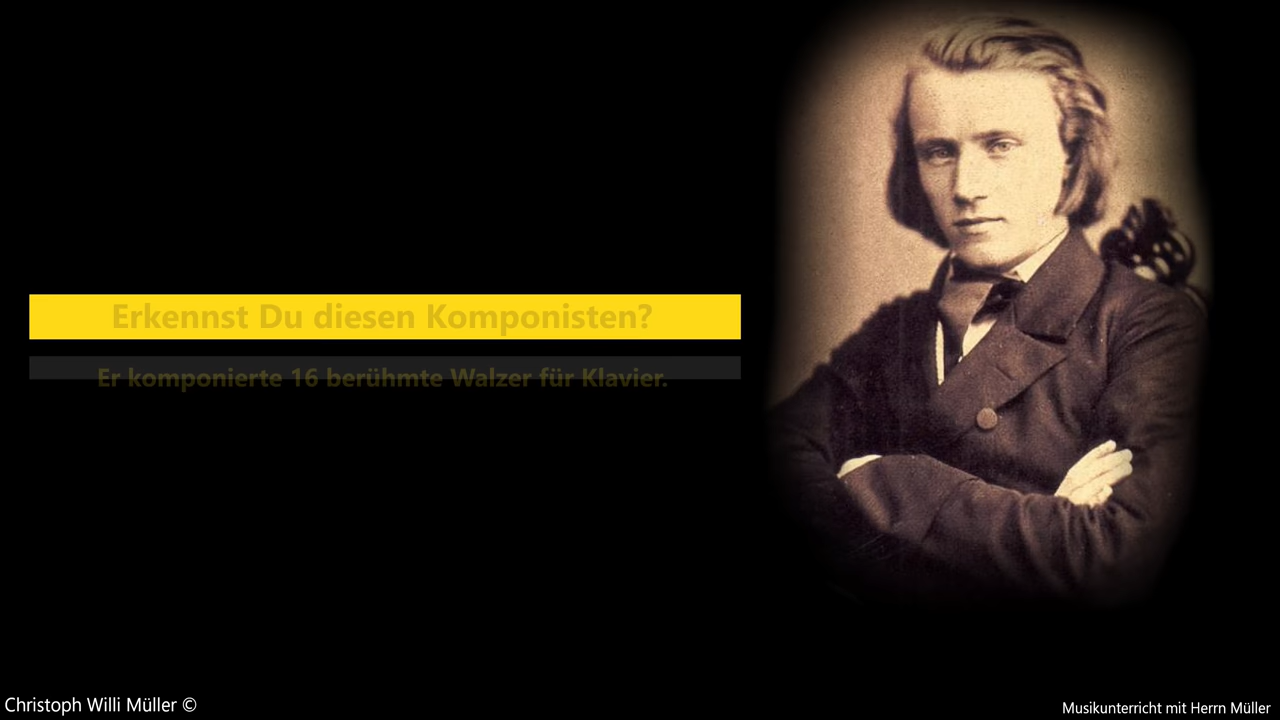 Erkennst Du diesen Komponisten?
Er komponierte 16 berühmte Walzer für Klavier.
Christoph Willi Müller ©
Musikunterricht mit Herrn Müller